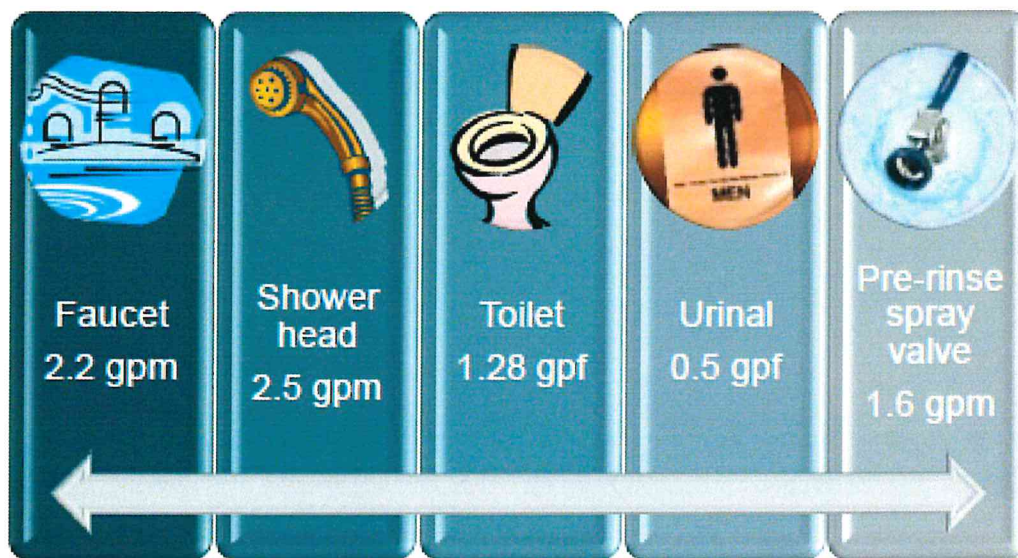 MEN
Faucet
2.2 gpm
Shower
head
2.5 gpm
Toilet
1.28 gpf
Urinal
0.5 gpf
Pre-rinse
spray
valve
1.6 gpm